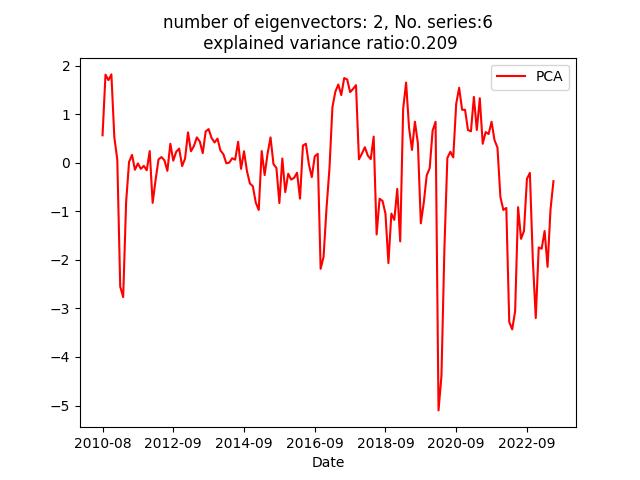 number of eigenvectors: 2, No. series:6
explained variance ratio:0.209
PCA
2
1
0
−1
−2
−3
−4
−5
2010-08 2012-09 2014-09 2016-09 2018-09 2020-09 2022-09
Date